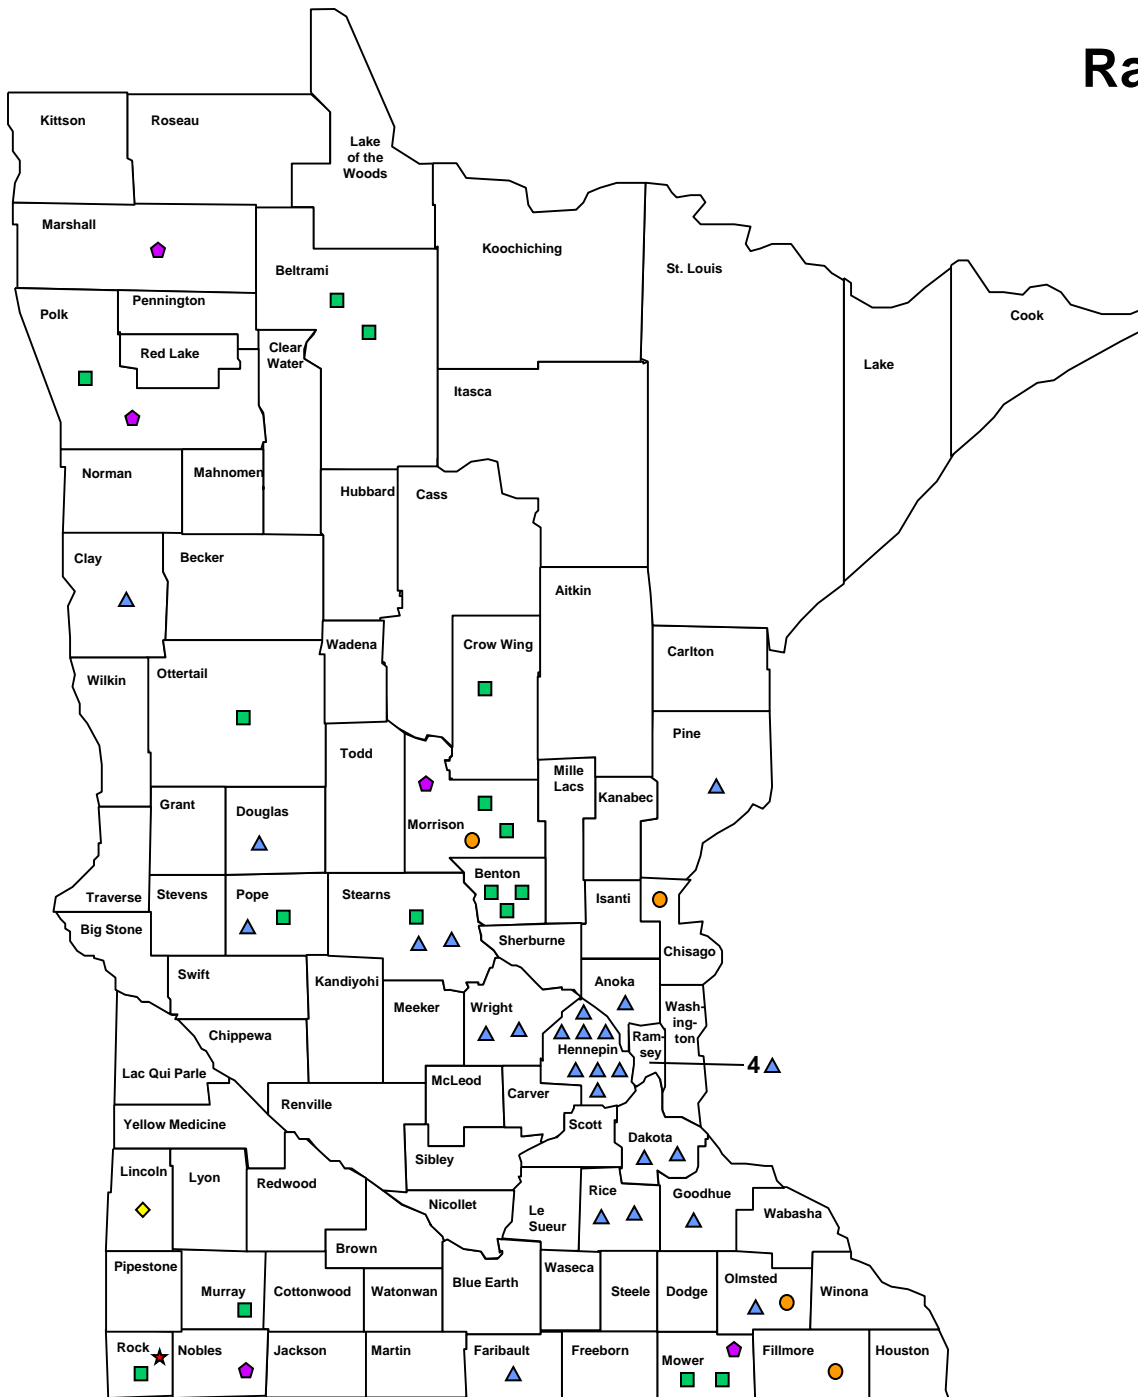 Ra
Kittson
Roseau
Lake
of the
Woods
Marshall
Koochiching
St. Louis
Beltrami
Pennington
Polk
Cook
Red Lake
Clear
Water
Lake
Itasca
Norman
Mahnomen
Hubbard
Cass
Clay
Becker
Aitkin
Wadena
Crow Wing
Carlton
Wilkin
Ottertail
Pine
Todd
Mille
Lacs
Kanabec
Grant
Douglas
Morrison
Benton
Traverse
Stevens
Pope
Stearns
Isanti
Big Stone
Sherburne
Chisago
Swift
Kandiyohi
Anoka
Meeker
Wright
Wash-
ing-
ton
Chippewa
Ram-
sey
Hennepin
4
Lac Qui Parle
McLeod
Carver
Renville
Yellow Medicine
Scott
Dakota
Sibley
Lincoln
Lyon
Redwood
Rice
Goodhue
Nicollet
Le
Sueur
Wabasha
Brown
Pipestone
Waseca
Blue Earth
Olmsted
Murray
Cottonwood
Watonwan
Steele
Dodge
Winona
Rock
Nobles
Jackson
Martin
Faribault
Freeborn
Mower
Fillmore
Houston